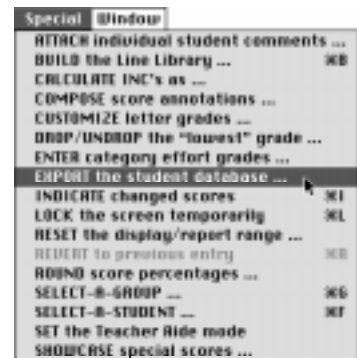 Special Window
ATTACH individual student comments ...
BUILD the Line Library ... ⌘B
CALCULATE INC's as ...
COMPOSE score annotations ...
CUSTOMIZE letter grades ...
DROP/UNDROP the “lowest” grade ...
ENTER category effort grades ...
EXPORT the student database ...
INDICATE changed scores ⌘I
LOCK the screen temporarily ⌘L
RESET the display/report range ...
REVERT to previous entry ⌘R
ROUND score percentages ...
SELECT-A-GROUP ... ⌘G
SELECT-A-STUDENT ... ⌘T
SET the Teacher Aide mode
SHOWCASE special scores ...